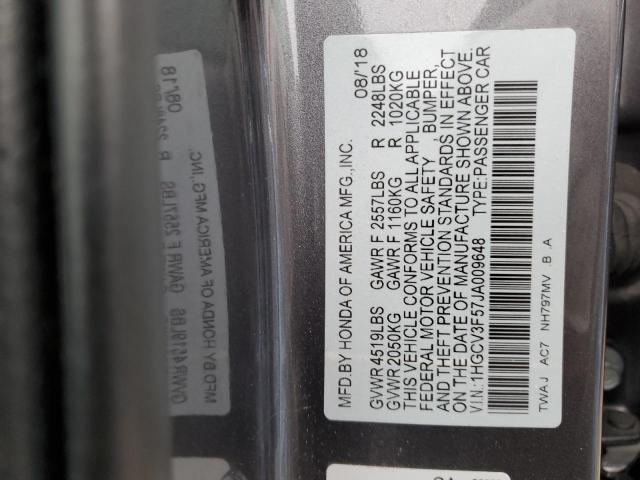 MFD.BY HONDA OF AMERICA MFG.,INC. 08/18
GVWR 4519LBS GAWR F 2557LBS R 2248LBS
GVWR 2050KG GAWR F 1160KG R 1020KG
THIS VEHICLE CONFORMS TO ALL APPLICABLE
FEDERAL MOTOR VEHICLE SAFETY , BUMPER,
AND THEFT PREVENTION STANDARDS IN EFFECT
ON THE DATE OF MANUFACTURE SHOWN ABOVE.
V.I.N.:1HGCV3F57JA009648 TYPE:PASSENGER CAR
TWAJ AC7 NH797MV B A